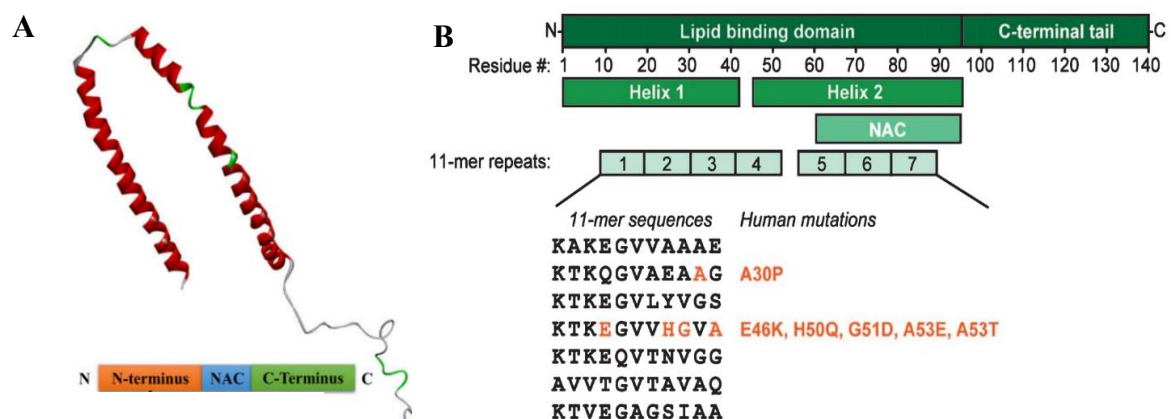 A
N N-terminus NAC C-Terminus C
B
N- Lipid binding domain C-terminal tail -C
Residue #: 1 10 20 30 40 50 60 70 80 90 100 110 120 130 140
Helix 1 Helix 2
NAC
11-mer repeats: 1 2 3 4 5 6 7
11-mer sequences Human mutations
KAKEGVVAAAE
KTKQGVAEAAG A30P
KTKEGVLYVGS
KTKEGVVHGVA E46K, H50Q, G51D, A53E, A53T
KTKEQVTNVGG
AVVTGVTAVAQ
KTVEGAGSIAA